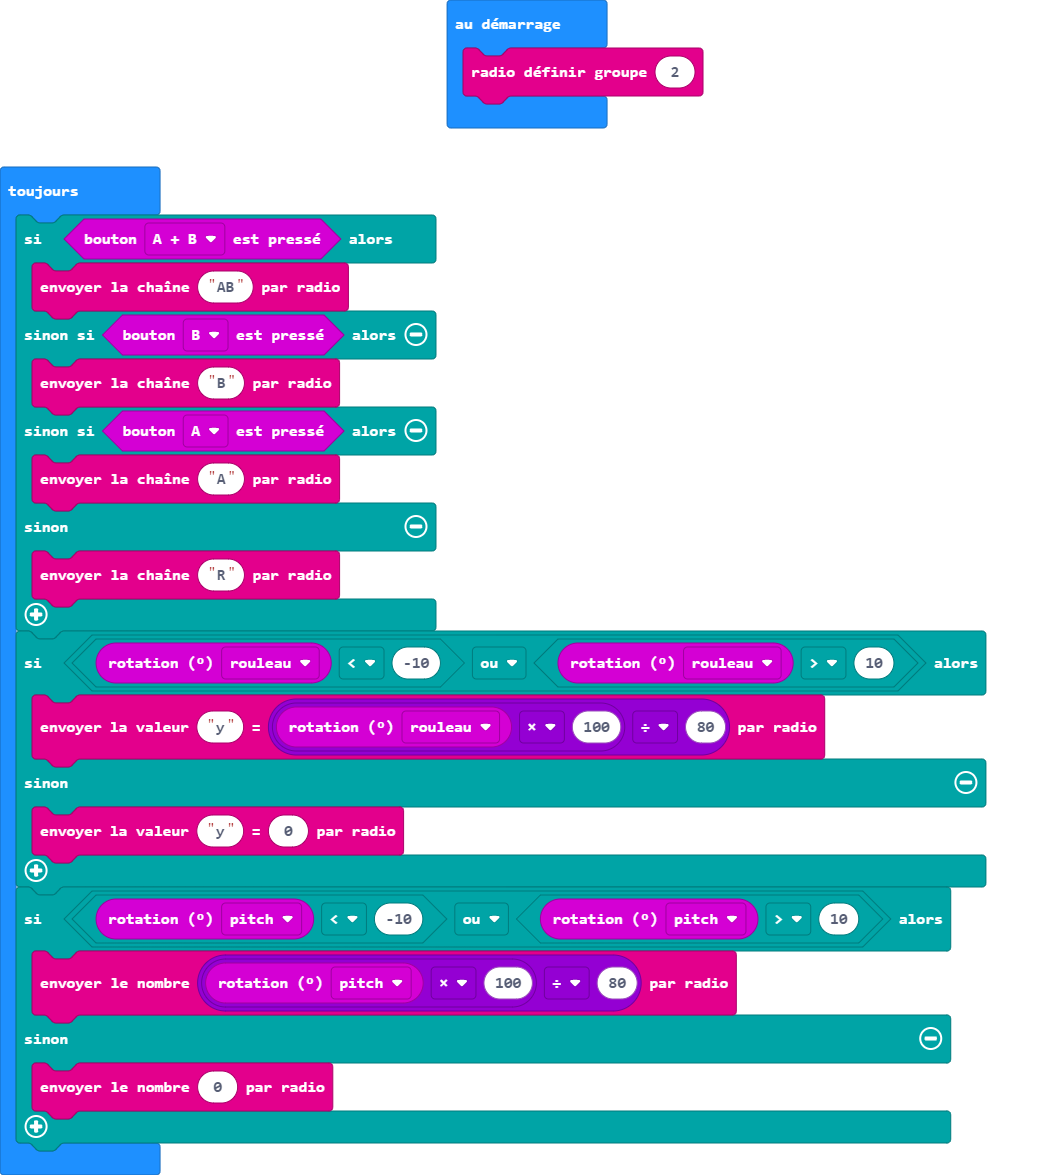 au démarrage
radio définir groupe 2
toujours
si bouton A + B est pressé alors
envoyer la chaîne "AB" par radio
sinon si bouton B est pressé alors
envoyer la chaîne "B" par radio
sinon si bouton A est pressé alors
envoyer la chaîne "A" par radio
sinon
envoyer la chaîne "R" par radio
si rotation (º) rouleau < -10 ou rotation (º) rouleau > 10 alors
envoyer la valeur "y" = rotation (º) rouleau × 100 ÷ 80 par radio
sinon
envoyer la valeur "y" = 0 par radio
si rotation (º) pitch < -10 ou rotation (º) pitch > 10 alors
envoyer le nombre rotation (º) pitch × 100 ÷ 80 par radio
sinon
envoyer le nombre 0 par radio